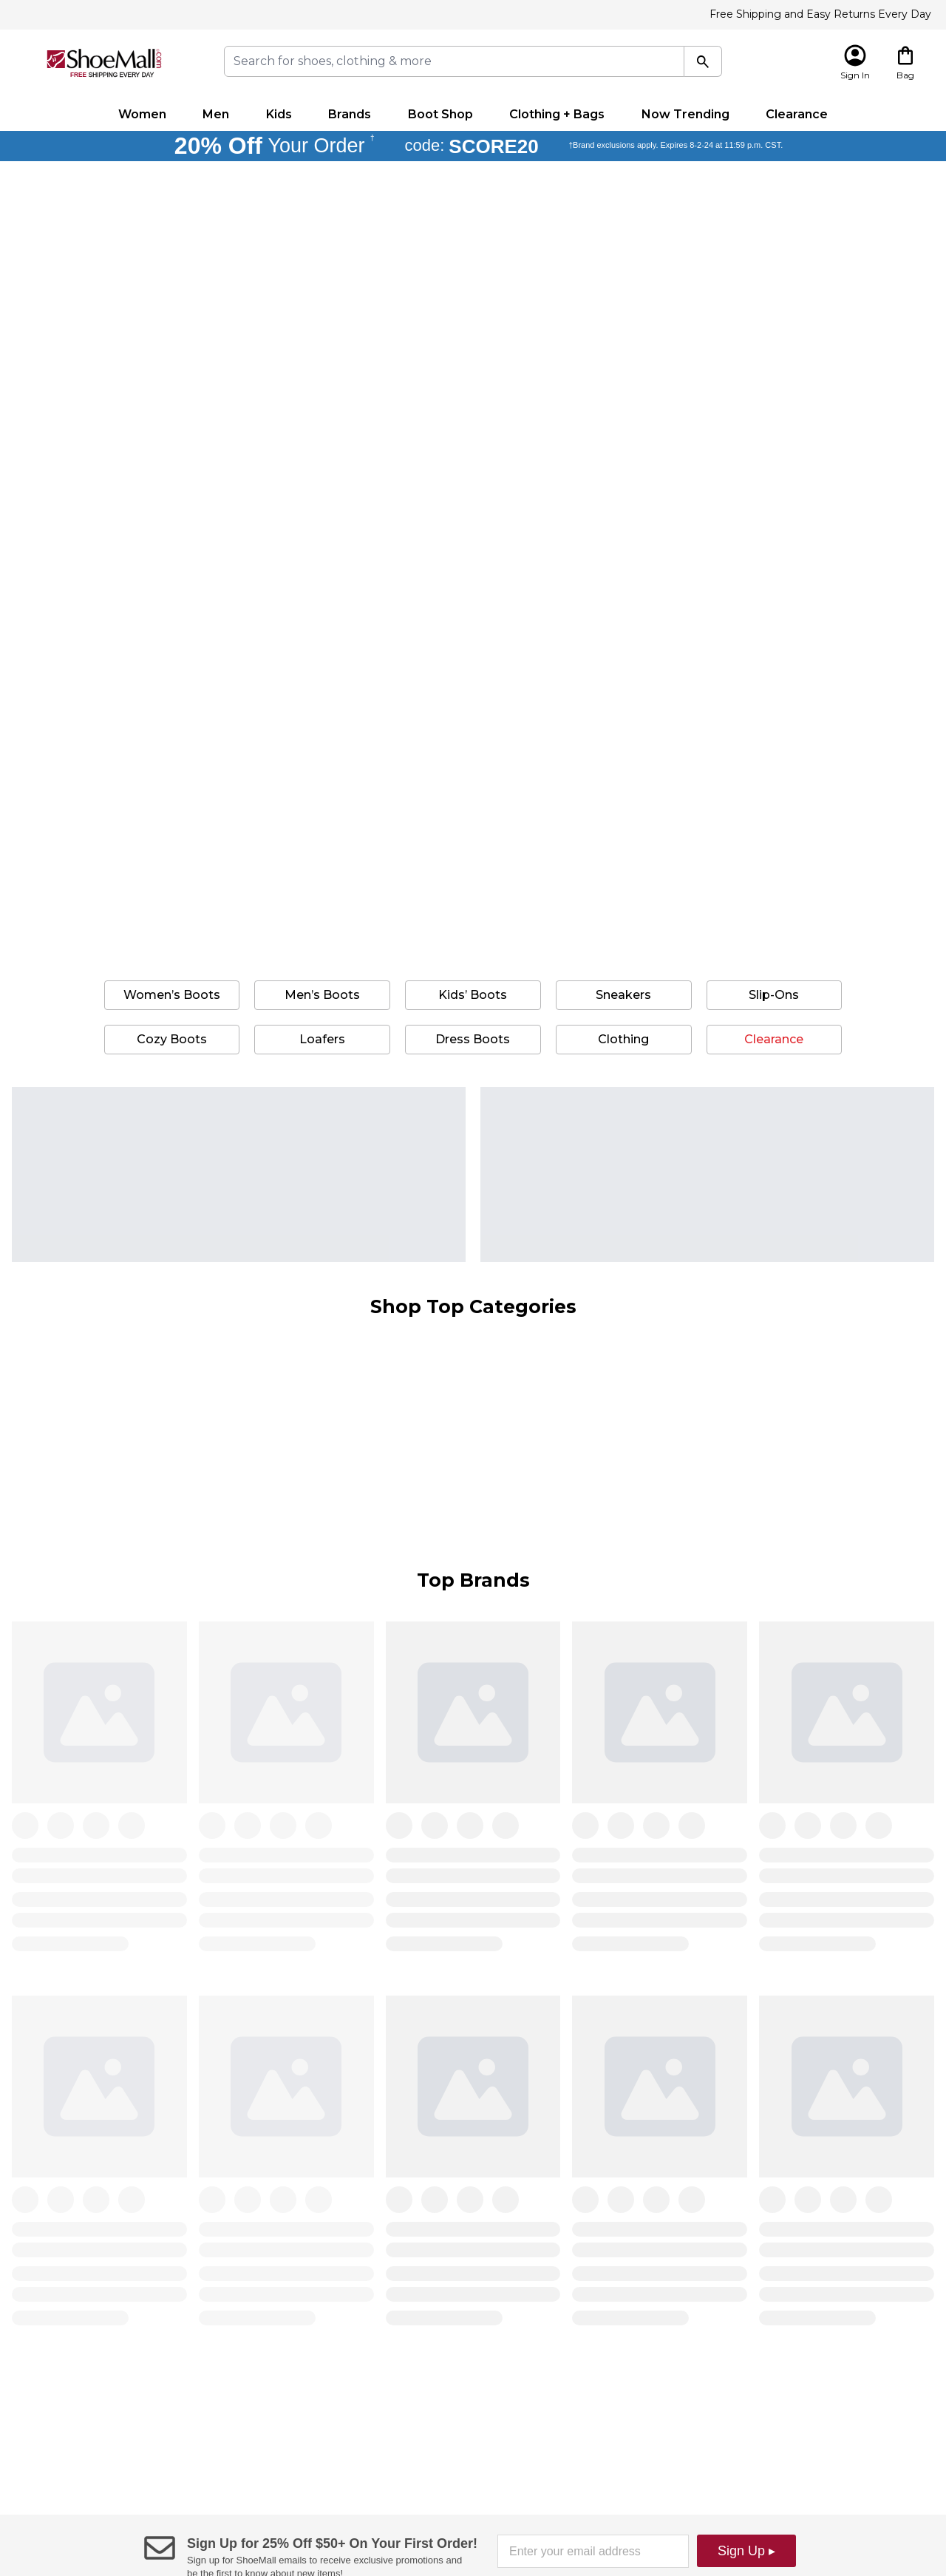 Free Shipping and Easy Returns Every Day
ShoeMall.com
FREE SHIPPING EVERY DAY
Search for shoes, clothing & more
Sign In
Bag
Women Men Kids Brands Boot Shop Clothing + Bags Now Trending Clearance
20% Off Your Order † code: SCORE20 †Brand exclusions apply. Expires 8-2-24 at 11:59 p.m. CST.
Women's Boots Men's Boots Kids' Boots Sneakers Slip-Ons
Cozy Boots Loafers Dress Boots Clothing Clearance
Shop Top Categories
Top Brands
Sign Up for 25% Off $50+ On Your First Order!
Sign up for ShoeMall emails to receive exclusive promotions and
be the first to know about new items!
Enter your email address
Sign Up ▸